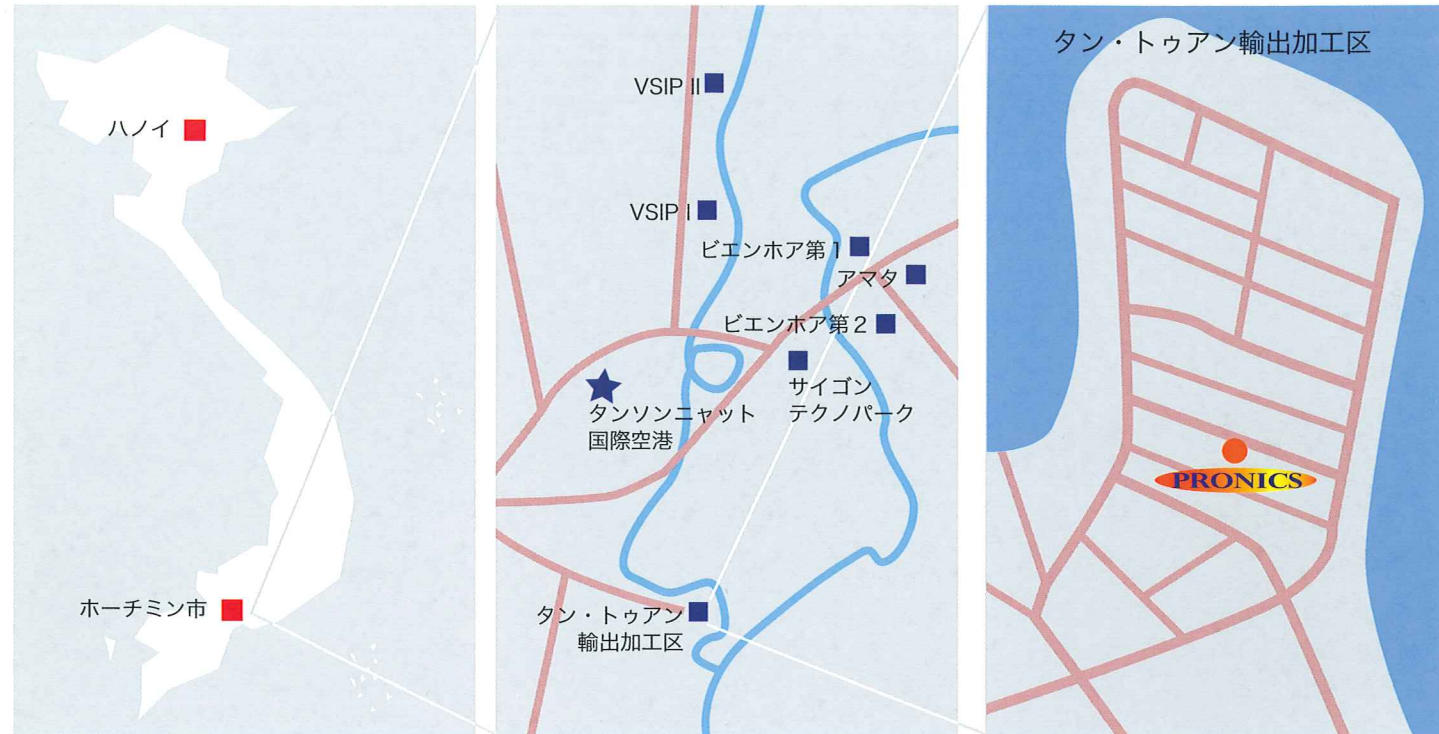 ハノイ
ホーチミン市
VSIP II
VSIP I
ビエンホア第1
アマタ
ビエンホア第2
サイゴン
テクノパーク
タンソンニャット
国際空港
タン・トゥアン
輸出加工区
タン・トゥアン輸出加工区
PRONICS